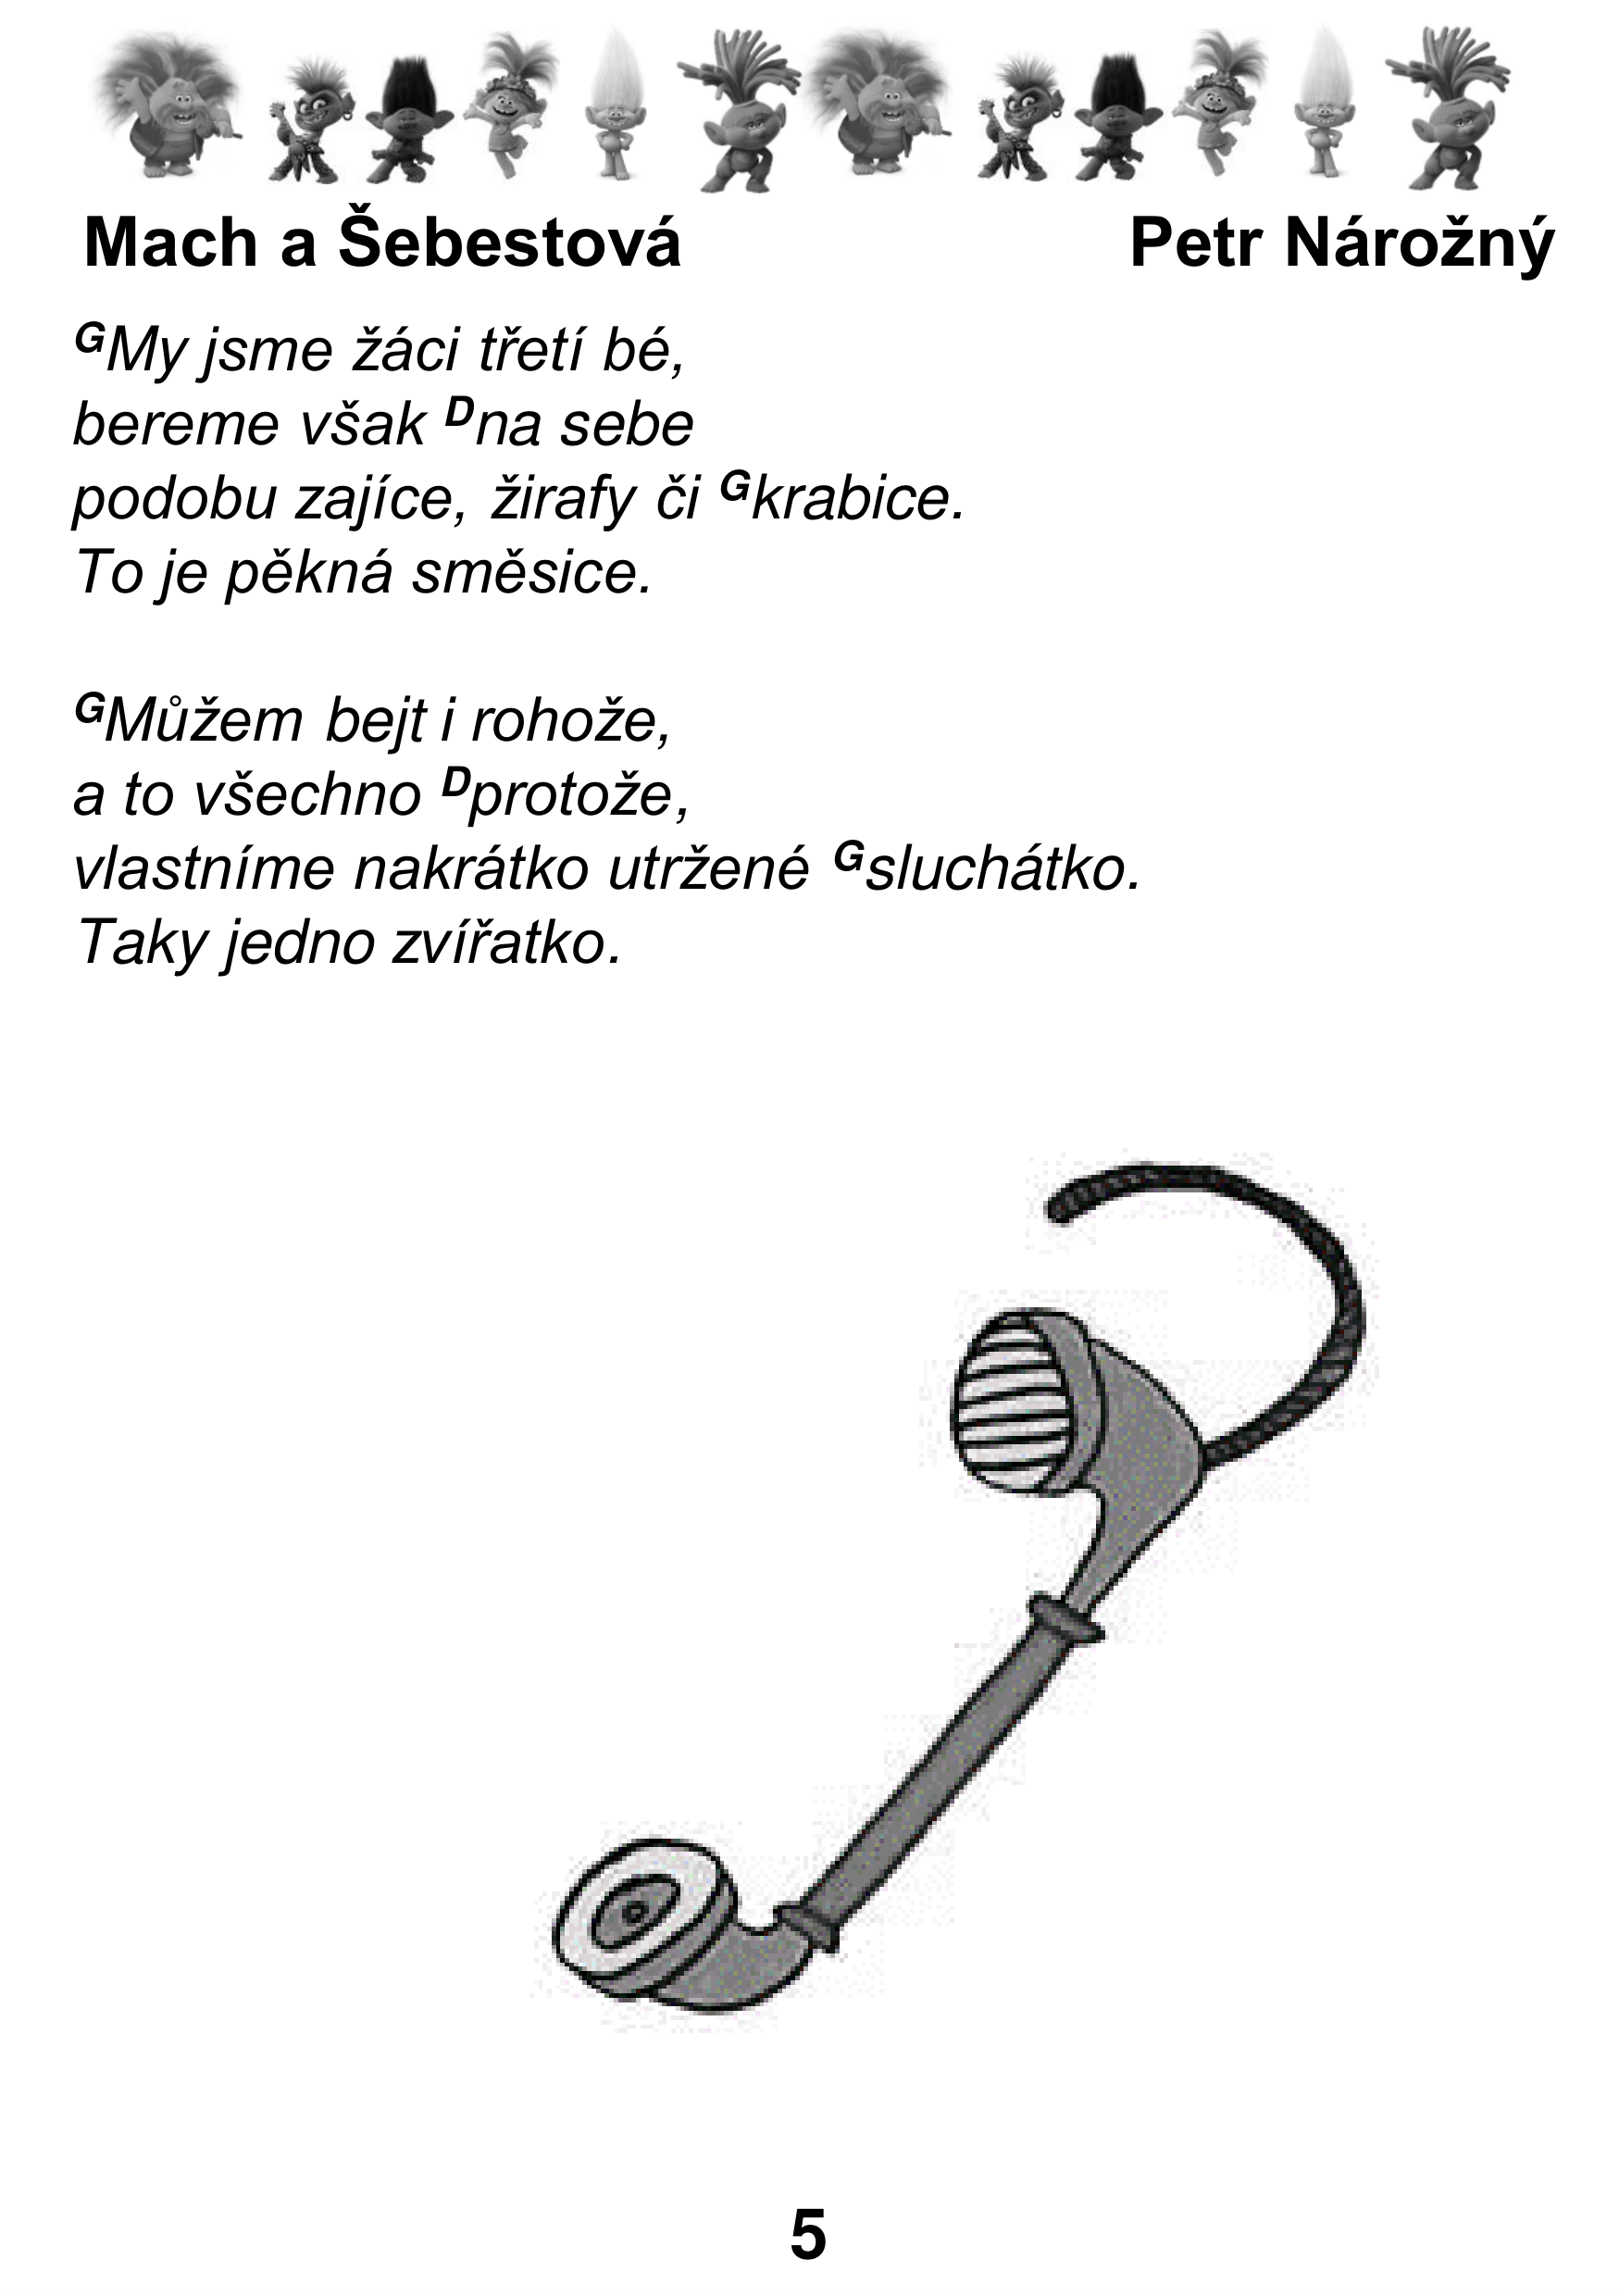 Mach a Šebestová Petr Nárožný
GMy jsme žáci třetí bé,
bereme však Dna sebe
podobu zajíce, žirafy či Gkrabice.
To je pěkná směsice.
GMůžem bejt i rohože,
a to všechno Dprotože,
vlastníme nakrátko utržené Gsluchátko.
Taky jedno zvířatko.
5